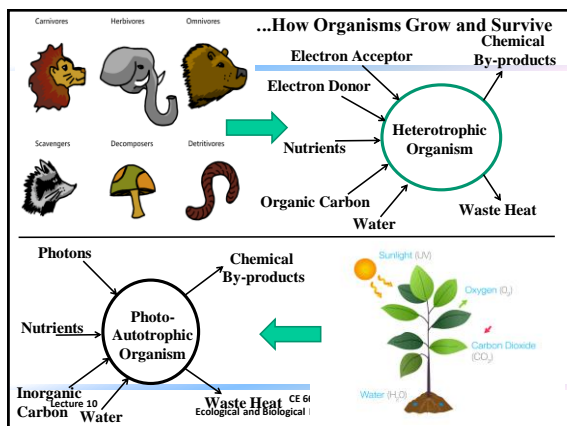 ...How Organisms Grow and Survive
Carnivores Herbivores Omnivores
Scavengers Decomposers Detritivores
Electron Acceptor
Electron Donor
Nutrients
Organic Carbon
Water
Heterotrophic
Organism
Chemical
By-products
Waste Heat
Photons
Nutrients
Inorganic
Carbon
Water
Photo-
Autotrophic
Organism
Chemical
By-products
Waste Heat
Sunlight (UV)
Oxygen (O2)
Carbon Dioxide
(CO2)
Water (H2O)
Lecture 10
CE 6
Ecological and Biological